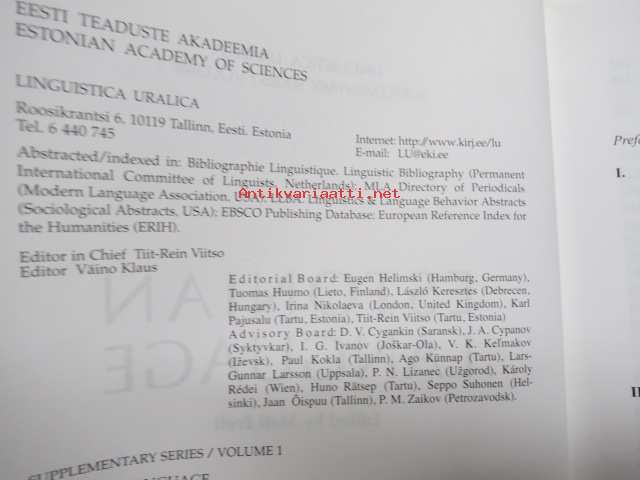 EESTI TEADUSTE AKADEEMIA
ESTONIAN ACADEMY OF SCIENCES
LINGUISTICA URALICA
Roosikrantsi 6, 10119 Tallinn, Eesti. Estonia
Tel. 6 440 745
Internet: http://www.kirj.ee/lu
E-mail: LU@eki.ee
Abstracted/indexed in: Bibliographie Linguistique. Linguistic Bibliography (Permanent
International Committee of Linguists, Netherlands); MLA Directory of Periodicals
Antikvariaatti.net
(Modern Language Association, USA); LLBA: Linguistics & Language Behavior Abstracts
(Sociological Abstracts, USA); EBSCO Publishing Database: European Reference Index for
the Humanities (ERIH).
Editor in Chief Tiit-Rein Viitso
Editor Väino Klaus
Editorial Board: Eugen Helimski (Hamburg, Germany),
Tuomas Huumo (Lieto, Finland), László Keresztes (Debrecen,
Hungary), Irina Nikolaeva (London, United Kingdom), Karl
Pajusalu (Tartu, Estonia), Tiit-Rein Viitso (Tartu, Estonia)
Advisory Board: D. V. Cygankin (Saransk), J. A. Cypanov
(Syktyvkar), I. G. Ivanov (Joškar-Ola), V. K. Keľmakov
(Iževsk), Paul Kokla (Tallinn), Ago Künnap (Tartu), Lars-
Gunnar Larsson (Uppsala), P. N. Lizanec (Užgorod), Károly
Rédei (Wien), Huno Rätsep (Tartu), Seppo Suhonen (Hel-
sinki), Jaan Õispuu (Tallinn), P. M. Zaikov (Petrozavodsk).
SUPPLEMENTARY SERIES / VOLUME 1
LANGUAGE
Prefa
I.
II